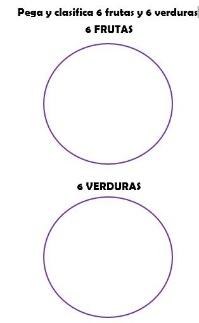 Pega y clasifica 6 frutas y 6 verduras
6 FRUTAS
6 VERDURAS